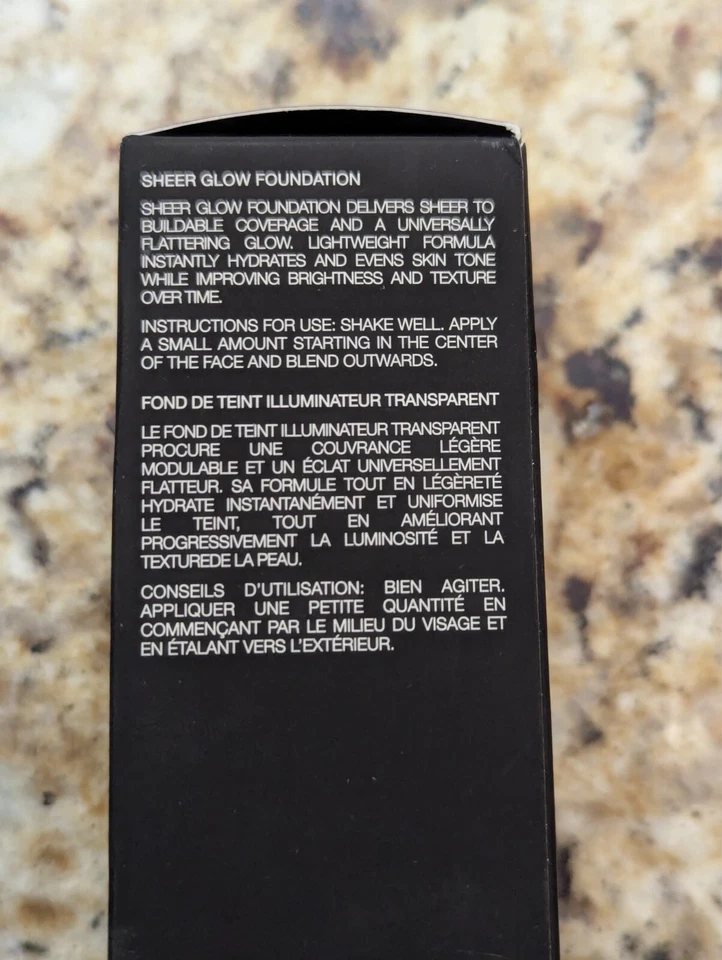 SHEER GLOW FOUNDATION
SHEER GLOW FOUNDATION DELIVERS SHEER TO
BUILDABLE COVERAGE AND A UNIVERSALLY
FLATTERING GLOW. LIGHTWEIGHT FORMULA
INSTANTLY HYDRATES AND EVENS SKIN TONE
WHILE IMPROVING BRIGHTNESS AND TEXTURE
OVER TIME.
INSTRUCTIONS FOR USE: SHAKE WELL. APPLY
A SMALL AMOUNT STARTING IN THE CENTER
OF THE FACE AND BLEND OUTWARDS.
FOND DE TEINT ILLUMINATEUR TRANSPARENT
LE FOND DE TEINT ILLUMINATEUR TRANSPARENT
PROCURE UNE COUVRANCE LÉGÈRE
MODULABLE ET UN ÉCLAT UNIVERSELLEMENT
FLATTEUR. SA FORMULE TOUT EN LÉGÈRETÉ
HYDRATE INSTANTANÉMENT ET UNIFORMISE
LE TEINT, TOUT EN AMÉLIORANT
PROGRESSIVEMENT LA LUMINOSITÉ ET LA
TEXTUREDE LA PEAU.
CONSEILS D'UTILISATION: BIEN AGITER.
APPLIQUER UNE PETITE QUANTITÉ EN
COMMENÇANT PAR LE MILIEU DU VISAGE ET
EN ÉTALANT VERS L'EXTÉRIEUR.